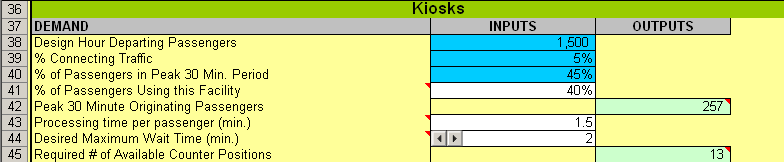 36 Kiosks
37 DEMAND INPUTS OUTPUTS
38 Design Hour Departing Passengers 1,500
39 % Connecting Traffic 5%
40 % of Passengers in Peak 30 Min. Period 45%
41 % of Passengers Using this Facility 40%
42 Peak 30 Minute Originating Passengers 257
43 Processing time per passenger (min.) 1.5
44 Desired Maximum Wait Time (min.) 2
45 Required # of Available Counter Positions 13